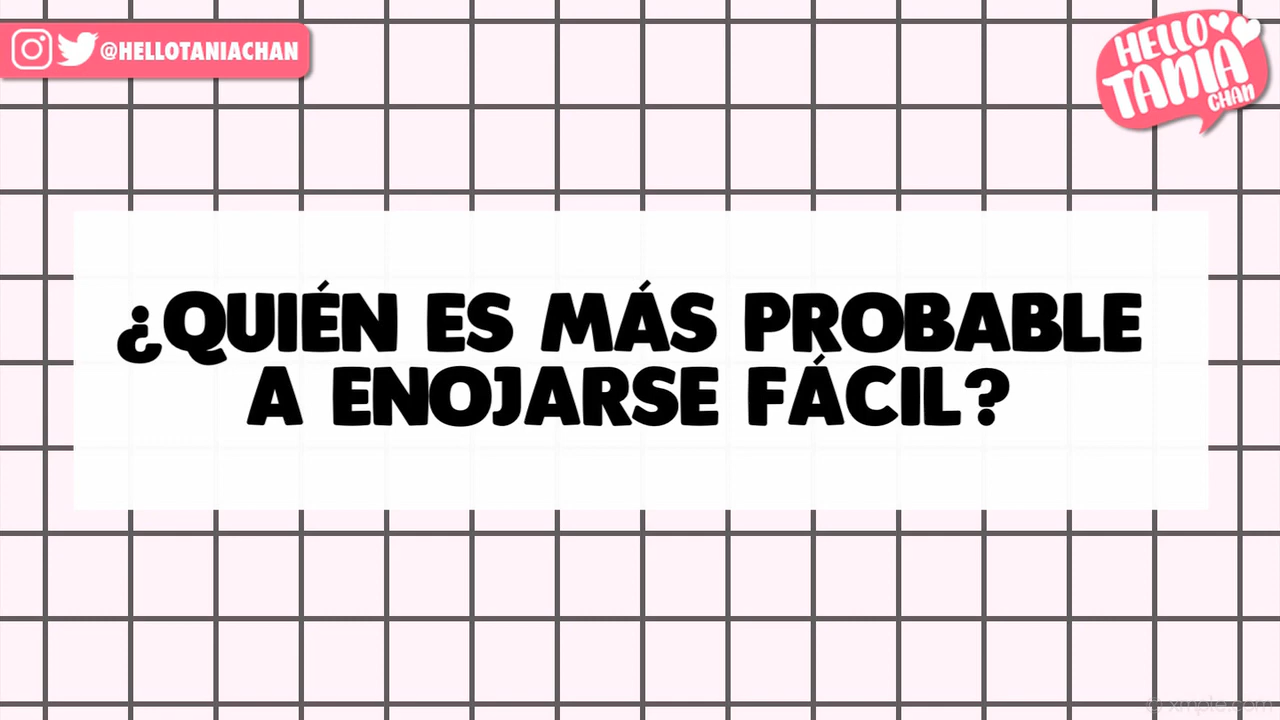 @HELLOTANIACHAN
HELLO
TANIA
CHAN
¿QUIÉN ES MÁS PROBABLE
A ENOJARSE FÁCIL?